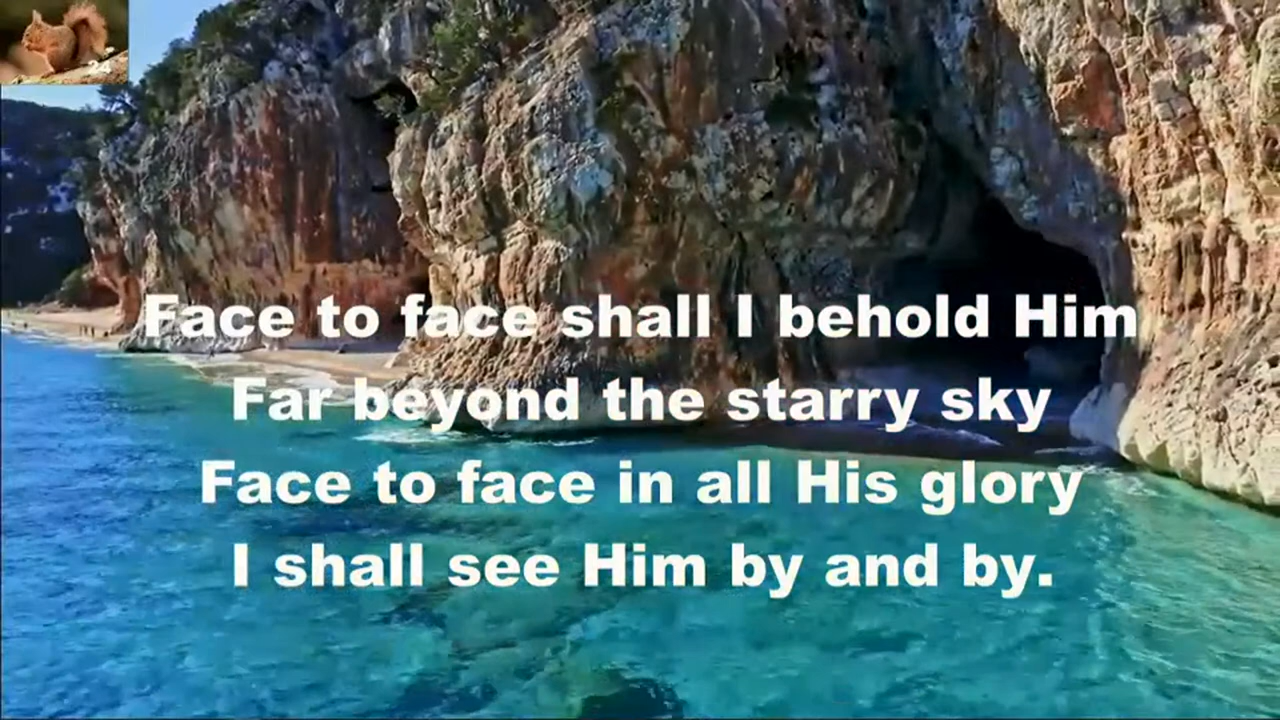 Face to face shall I behold Him
Far beyond the starry sky
Face to face in all His glory
I shall see Him by and by.